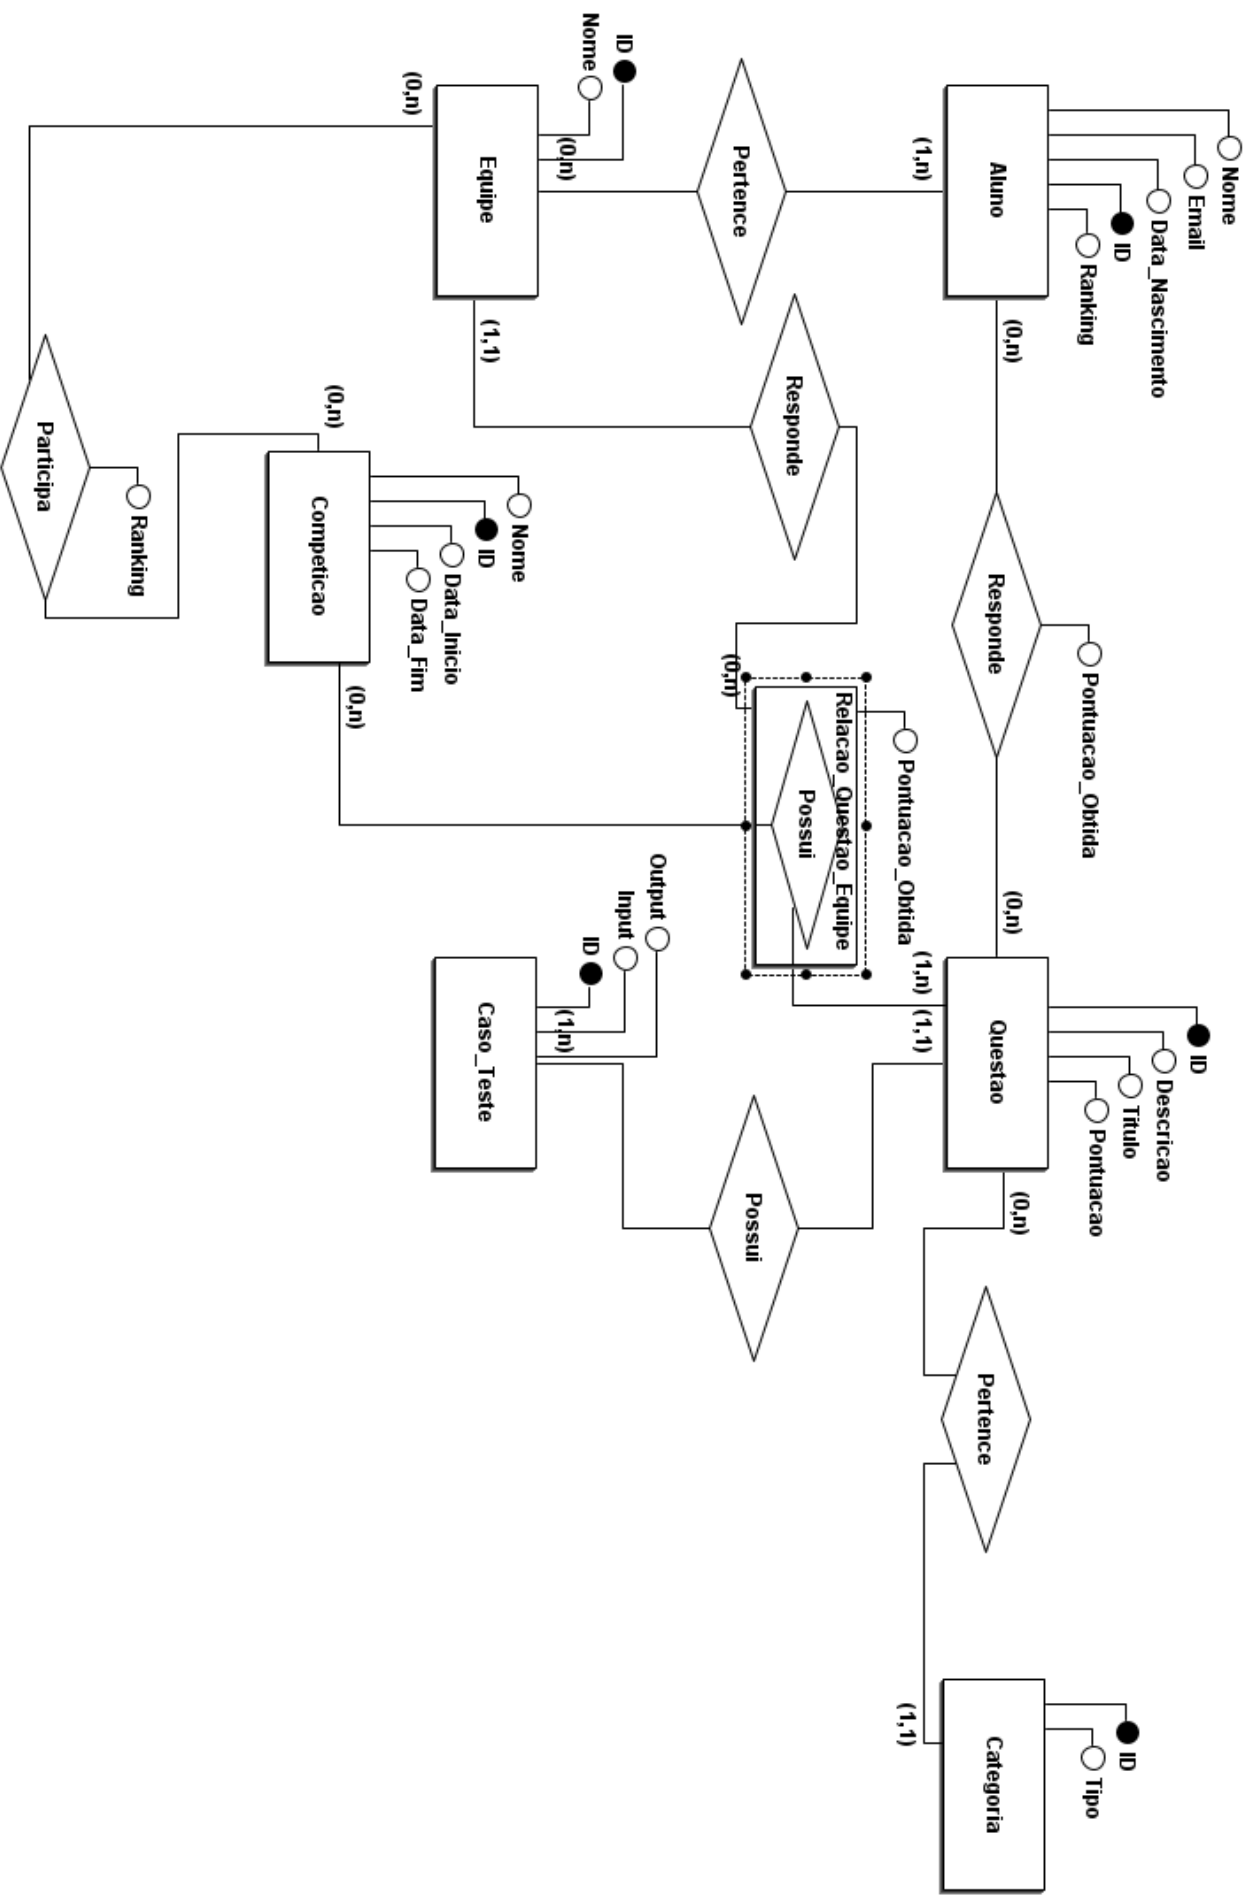 Nome
Email
Data_Nascimento
ID
Ranking
Aluno
(1,n)
(0,n)
Pertence
ID
Nome
(0,n)
Equipe
(0,n)
(1,1)
Responde
Responde
Pontuacao_Obtida
(0,n)
Participa
Ranking
(0,n)
Competicao
Nome
ID
Data_Inicio
Data_Fim
(0,n)
(0,n)
Relacao_Questao_Equipe
Possui
Pontuacao_Obtida
(1,n)
(1,1)
Questao
ID
Descricao
Titulo
Pontuacao
(0,n)
Output
Input
ID
(1,n)
Caso_Teste
Possui
Pertence
(1,1)
Categoria
ID
Tipo